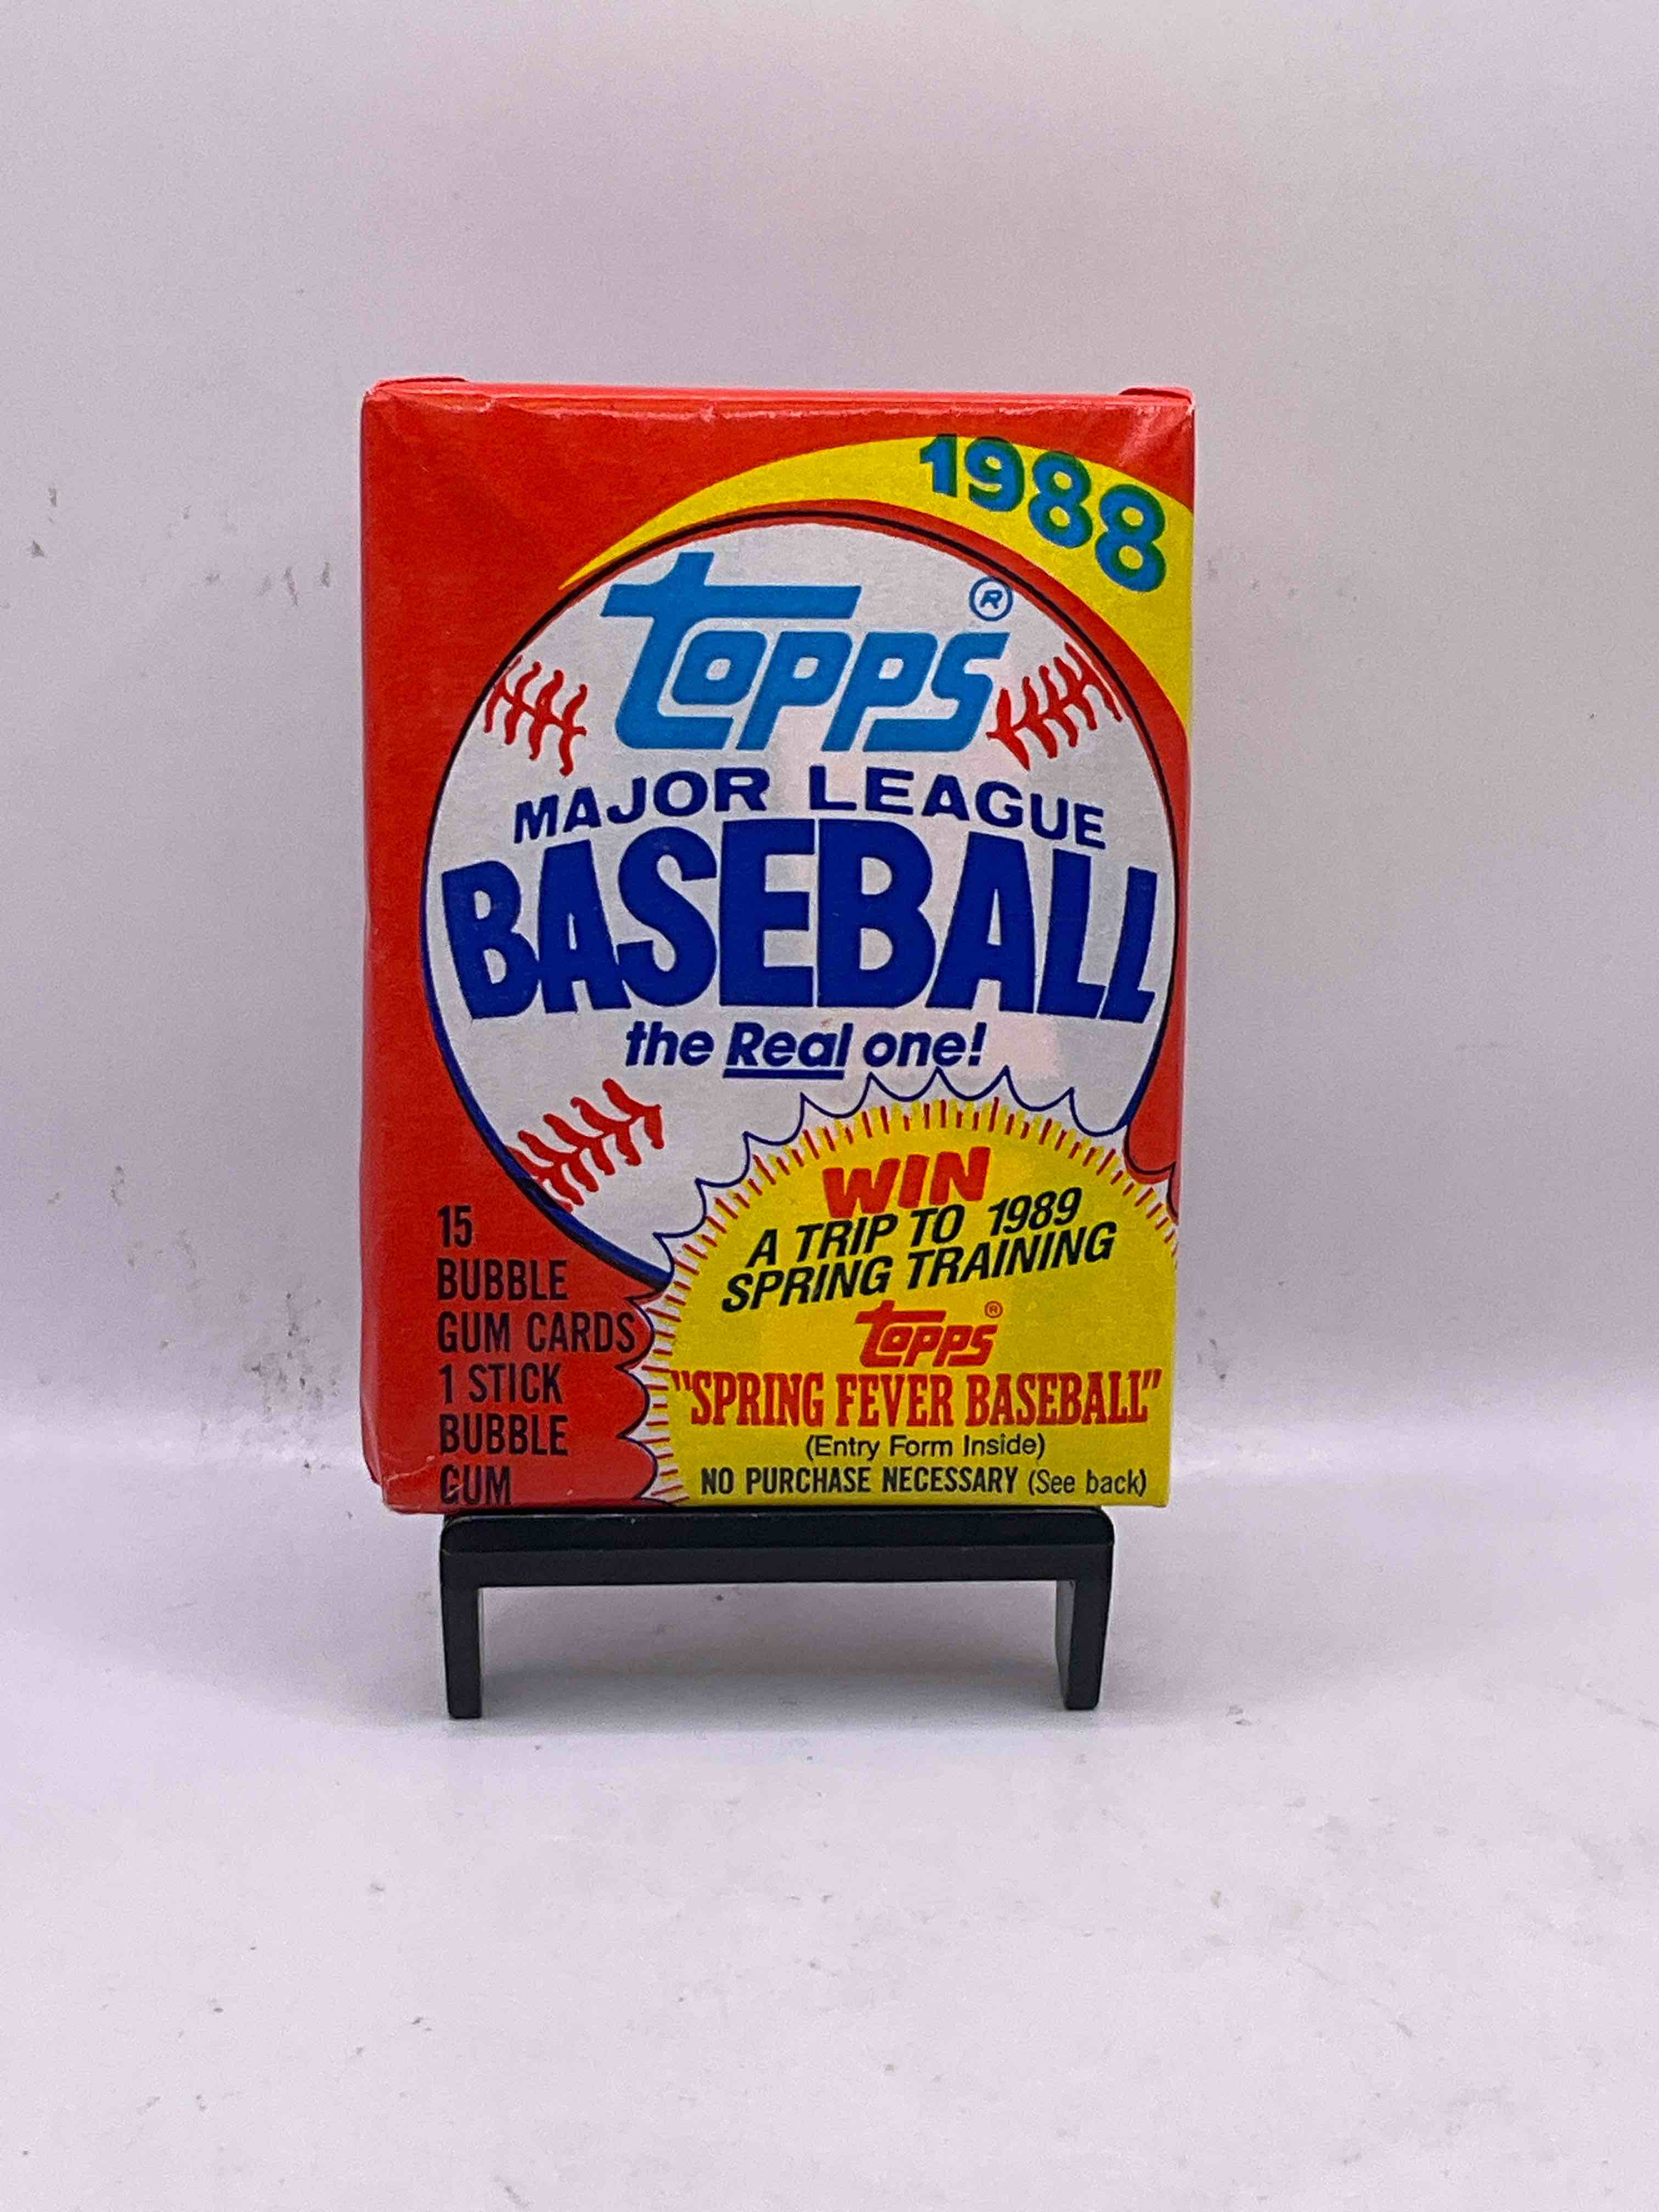 1988
Topps®
MAJOR LEAGUE
BASEBALL
the Real one!
WIN
A TRIP TO 1989
SPRING TRAINING
Topps®
"SPRING FEVER BASEBALL"
(Entry Form Inside)
NO PURCHASE NECESSARY (See back)
15
BUBBLE
GUM CARDS
1 STICK
BUBBLE
GUM